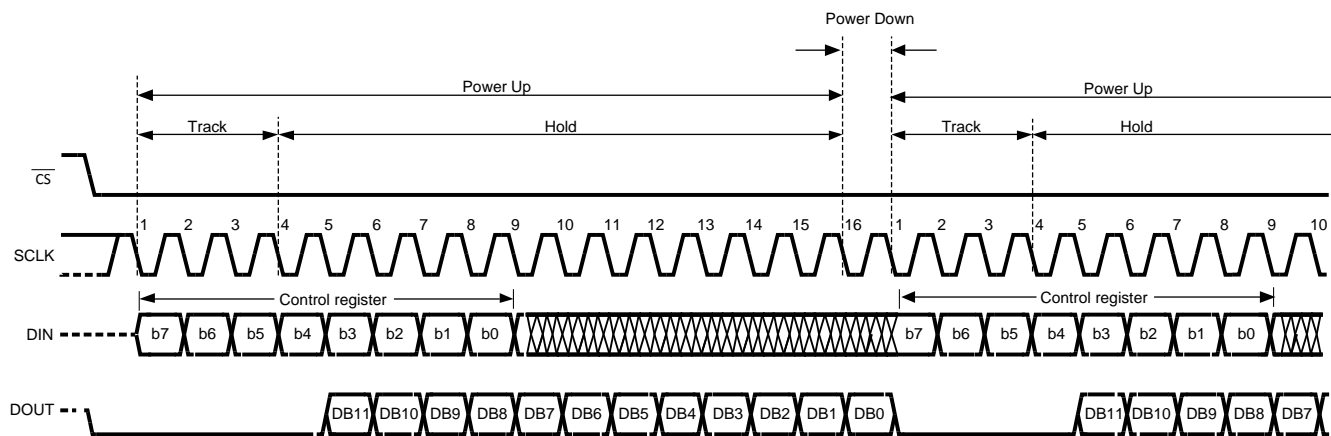 Power Down
Power Up
Power Up
Track
Hold
Track
Hold
CS
1 2 3 4 5 6 7 8 9 10 11 12 13 14 15 16 1 2 3 4 5 6 7 8 9 10
SCLK
Control register
Control register
DIN
b7 b6 b5 b4 b3 b2 b1 b0 b7 b6 b5 b4 b3 b2 b1 b0
DOUT
DB11 DB10 DB9 DB8 DB7 DB6 DB5 DB4 DB3 DB2 DB1 DB0 DB11 DB10 DB9 DB8 DB7